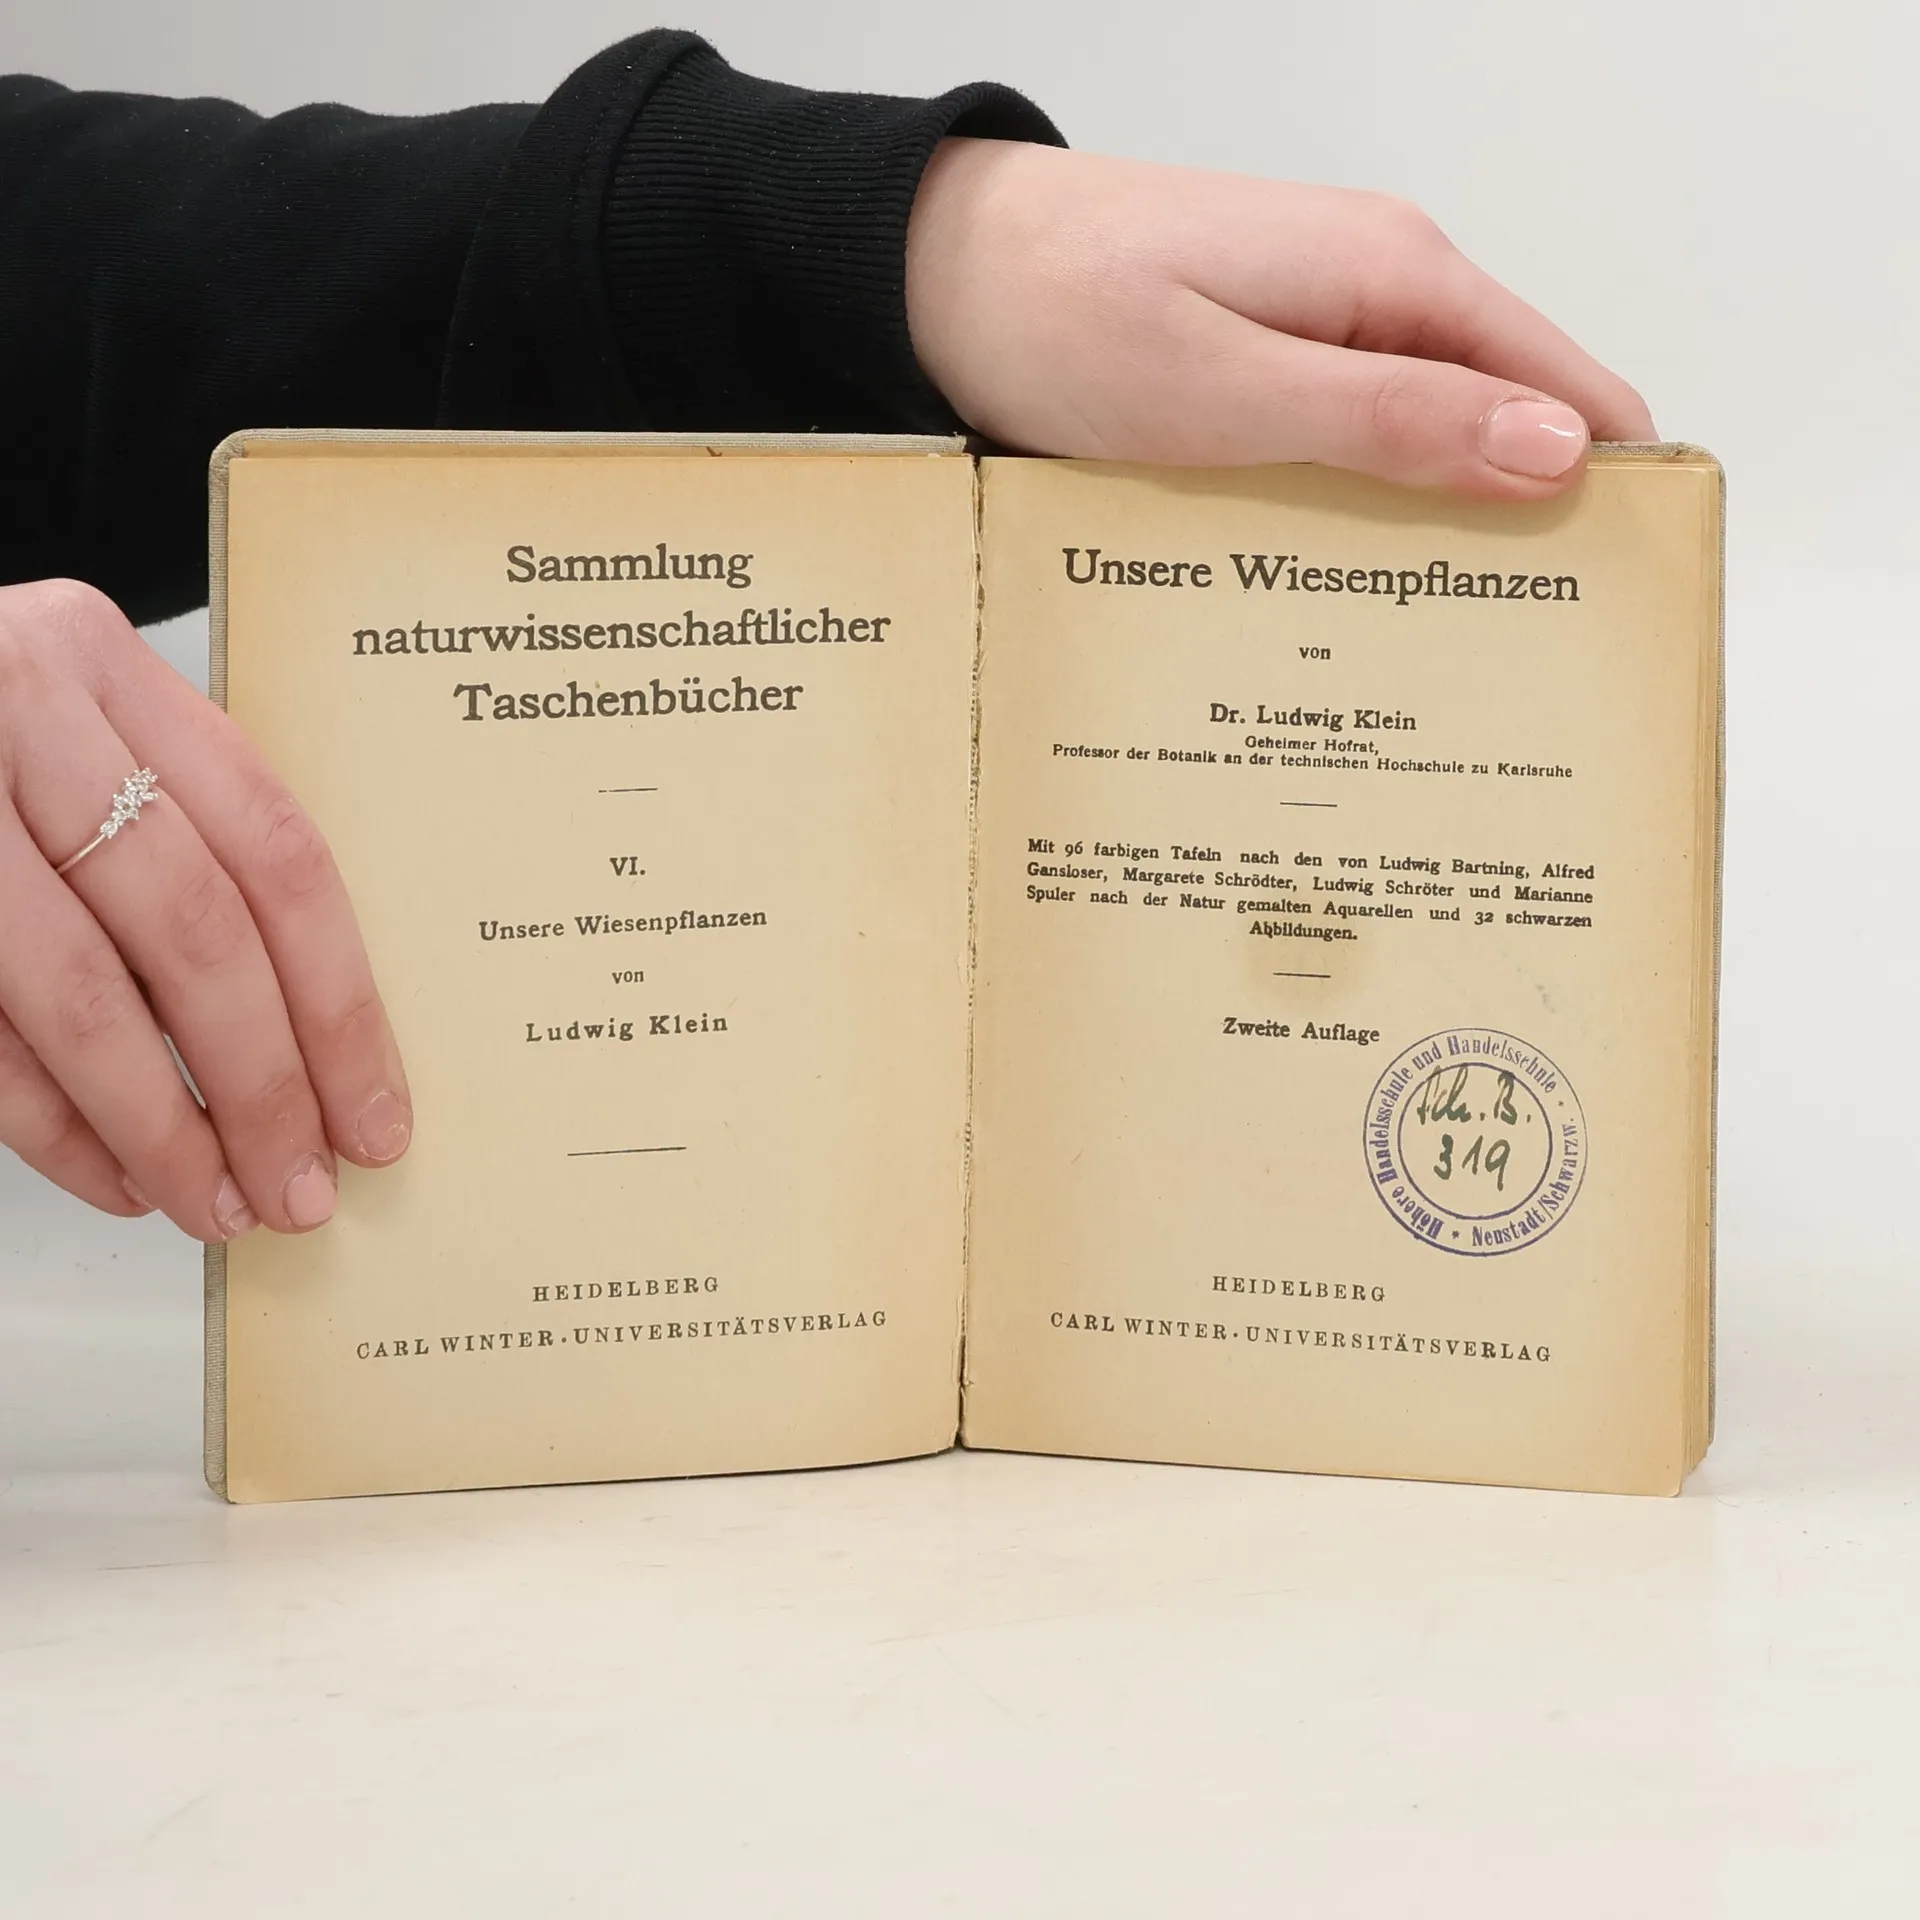 Sammlung
naturwissenschaftlicher
Taschenbücher
VI.
Unsere Wiesenpflanzen
von
Ludwig Klein
HEIDELBERG
CARL WINTER · UNIVERSITÄTSVERLAG
Unsere Wiesenpflanzen
von
Dr. Ludwig Klein
Geheimer Hofrat,
Professor der Botanik an der technischen Hochschule zu Karlsruhe
Mit 96 farbigen Tafeln nach den von Ludwig Bartning, Alfred
Gansloser, Margarete Schrödter, Ludwig Schröter und Marianne
Spuler nach der Natur gemalten Aquarellen und 32 schwarzen
Abbildungen.
Zweite Auflage
Höhere Handelsschule und Handelsschule · Neustadt/Schwarzw. ·
B.
319
HEIDELBERG
CARL WINTER · UNIVERSITÄTSVERLAG